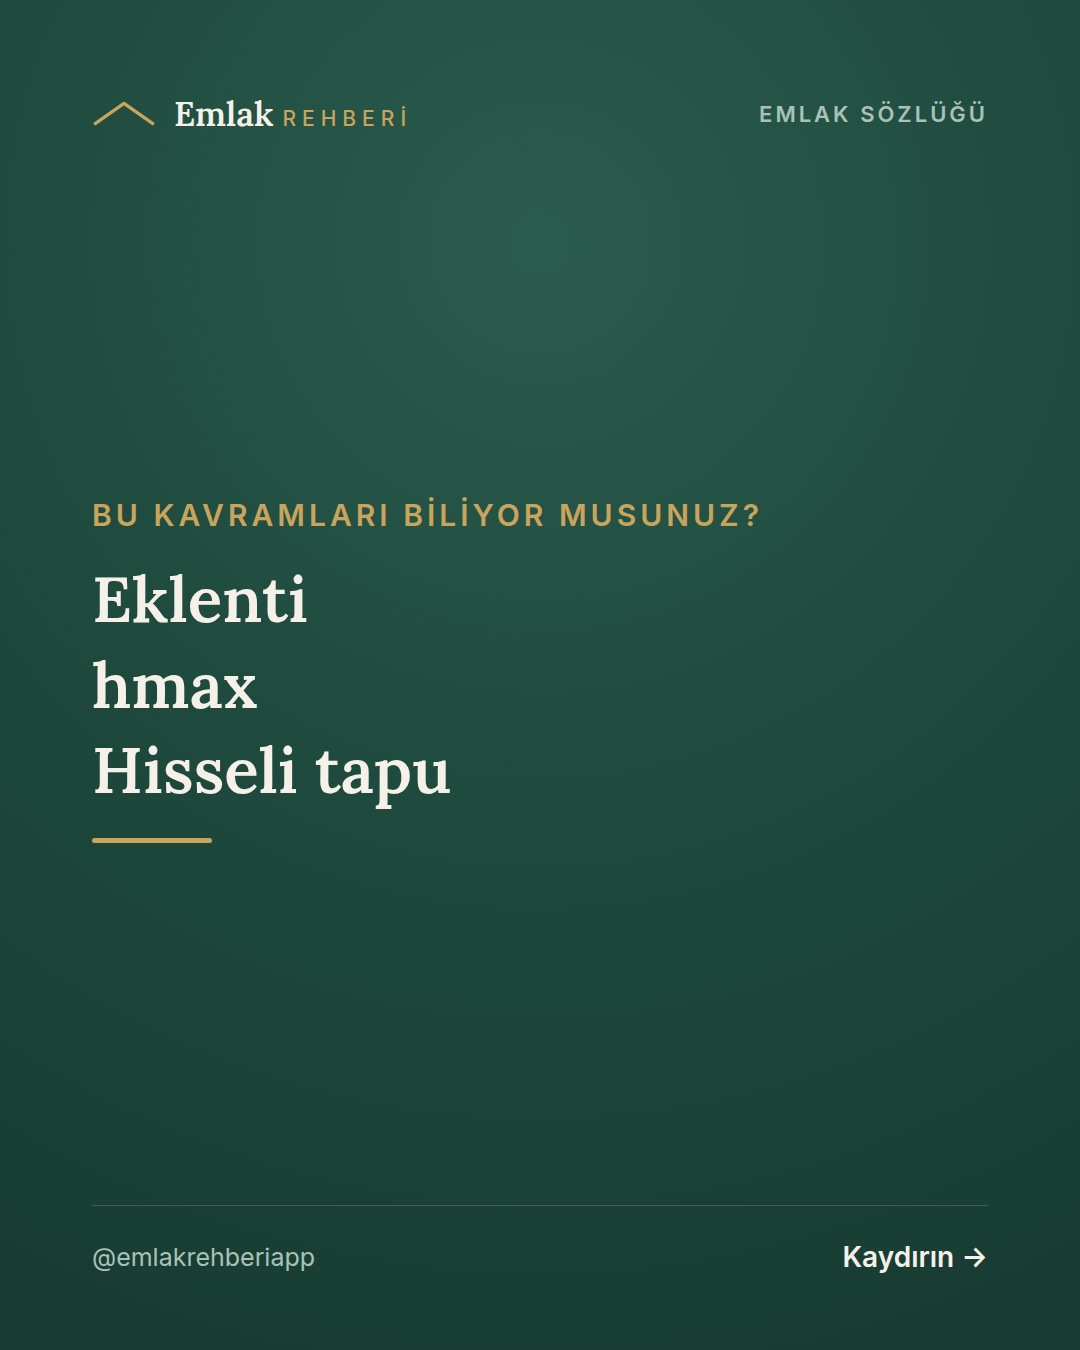 Emlak REHBERİ
EMLAK SÖZLÜĞÜ
BU KAVRAMLARI BİLİYOR MUSUNUZ?
Eklenti
hmax
Hisseli tapu
@emlakrehberiapp
Kaydırın →